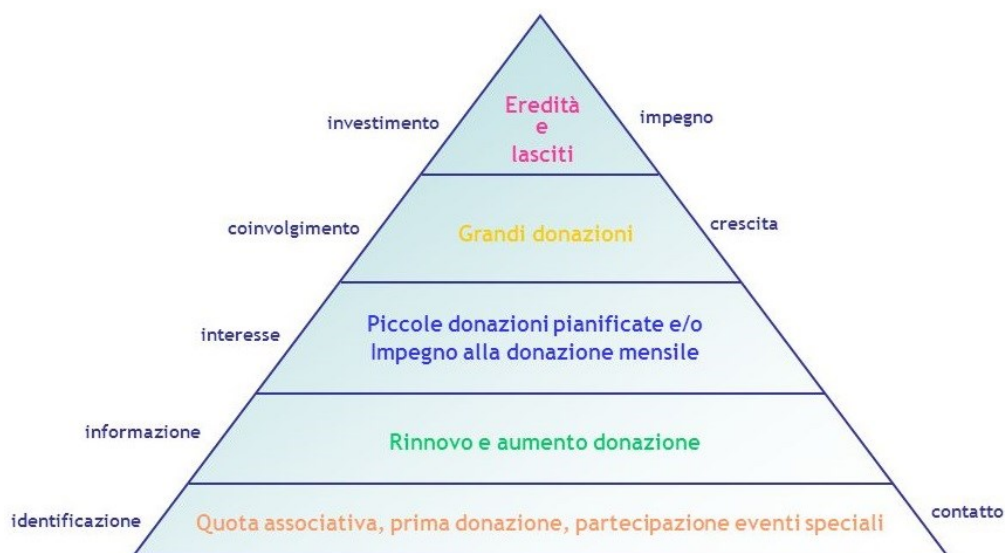 Eredità
e
lasciti
investimento
impegno
Grandi donazioni
coinvolgimento
crescita
Piccole donazioni pianificate e/o
Impegno alla donazione mensile
interesse
Rinnovo e aumento donazione
informazione
Quota associativa, prima donazione, partecipazione eventi speciali
identificazione
contatto